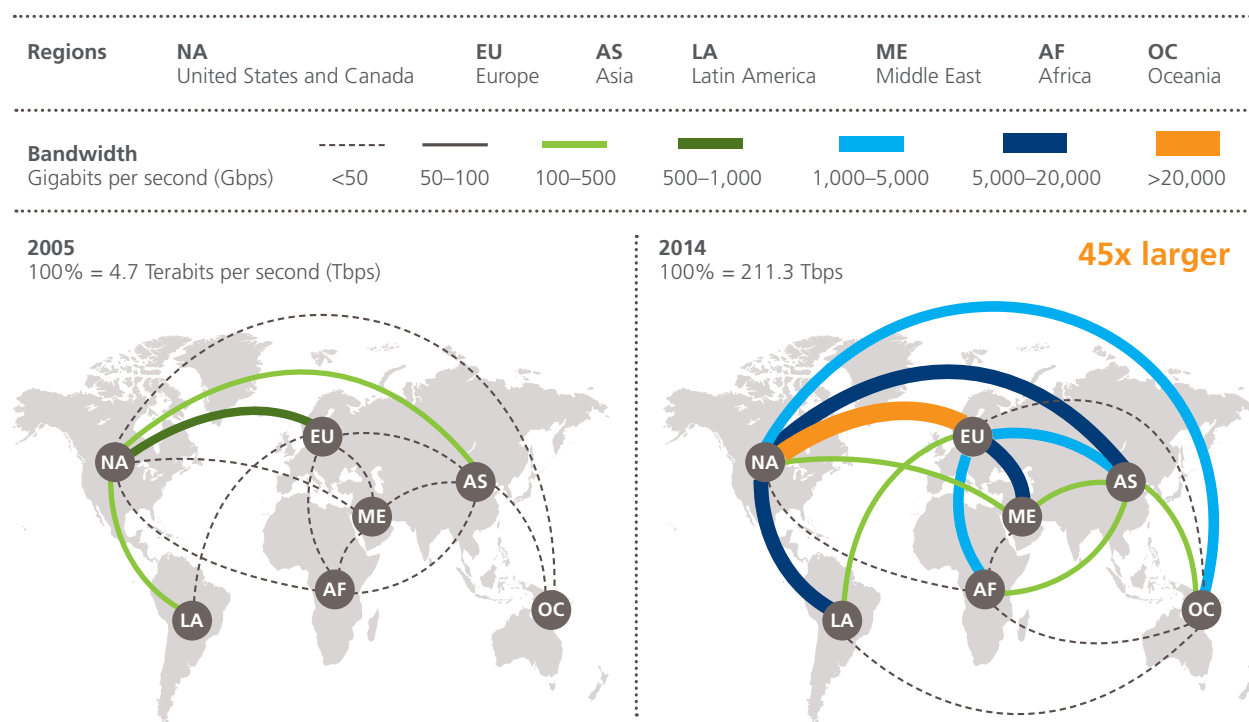 Regions NA EU AS LA ME AF OC
United States and Canada Europe Asia Latin America Middle East Africa Oceania
Bandwidth
Gigabits per second (Gbps) <50 50–100 100–500 500–1,000 1,000–5,000 5,000–20,000 >20,000
2005
100% = 4.7 Terabits per second (Tbps)
NA
EU
AS
ME
AF
LA
OC
2014
100% = 211.3 Tbps
45x larger
NA
EU
AS
ME
AF
LA
OC